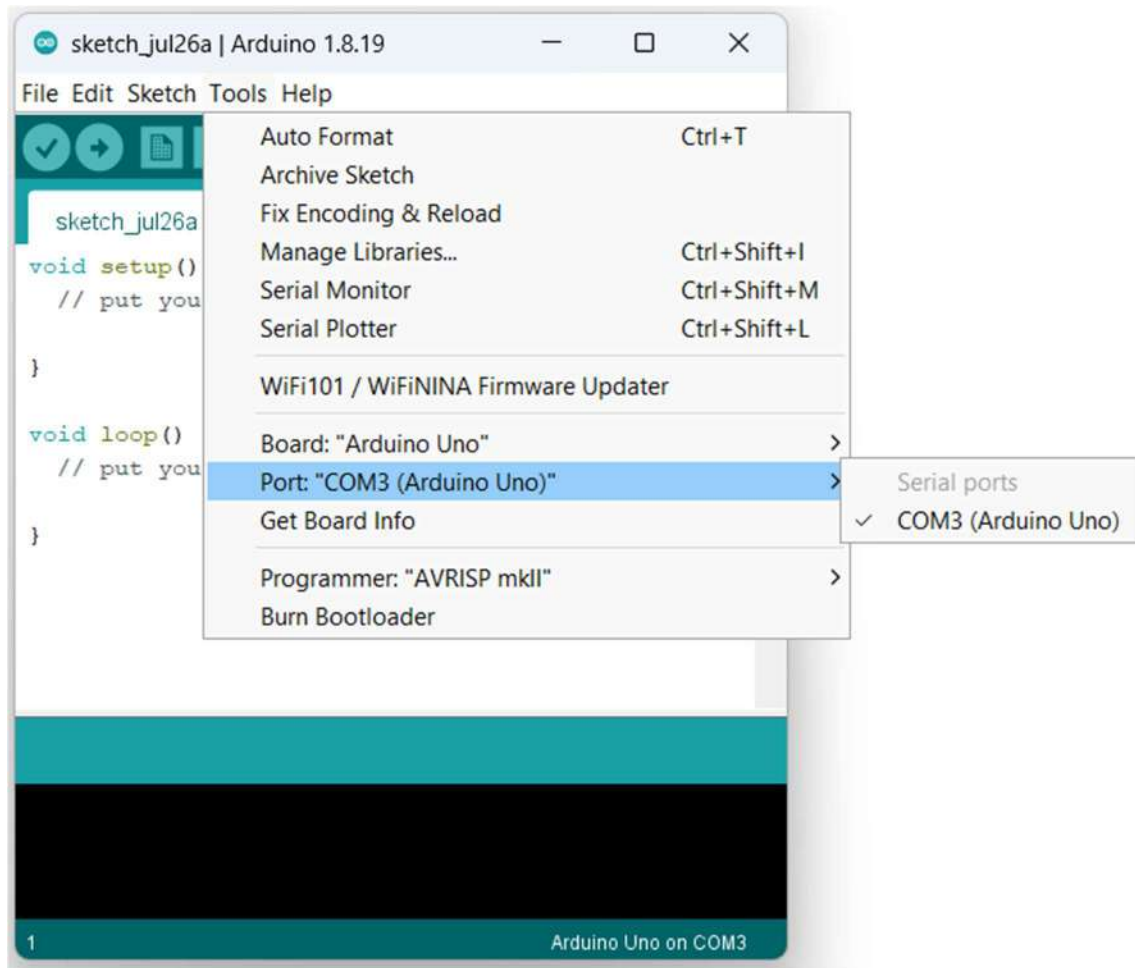 sketch_jul26a | Arduino 1.8.19
File Edit Sketch Tools Help
Auto Format Ctrl+T
Archive Sketch
sketch_jul26a
Fix Encoding & Reload
void setup()
Manage Libraries... Ctrl+Shift+I
// put you
Serial Monitor Ctrl+Shift+M
Serial Plotter Ctrl+Shift+L
}
WiFi101 / WiFiNINA Firmware Updater
void loop()
Board: "Arduino Uno" >
// put you
Port: "COM3 (Arduino Uno)" >
Serial ports
Get Board Info
✓ COM3 (Arduino Uno)
}
Programmer: "AVRISP mkII" >
Burn Bootloader
1 Arduino Uno on COM3